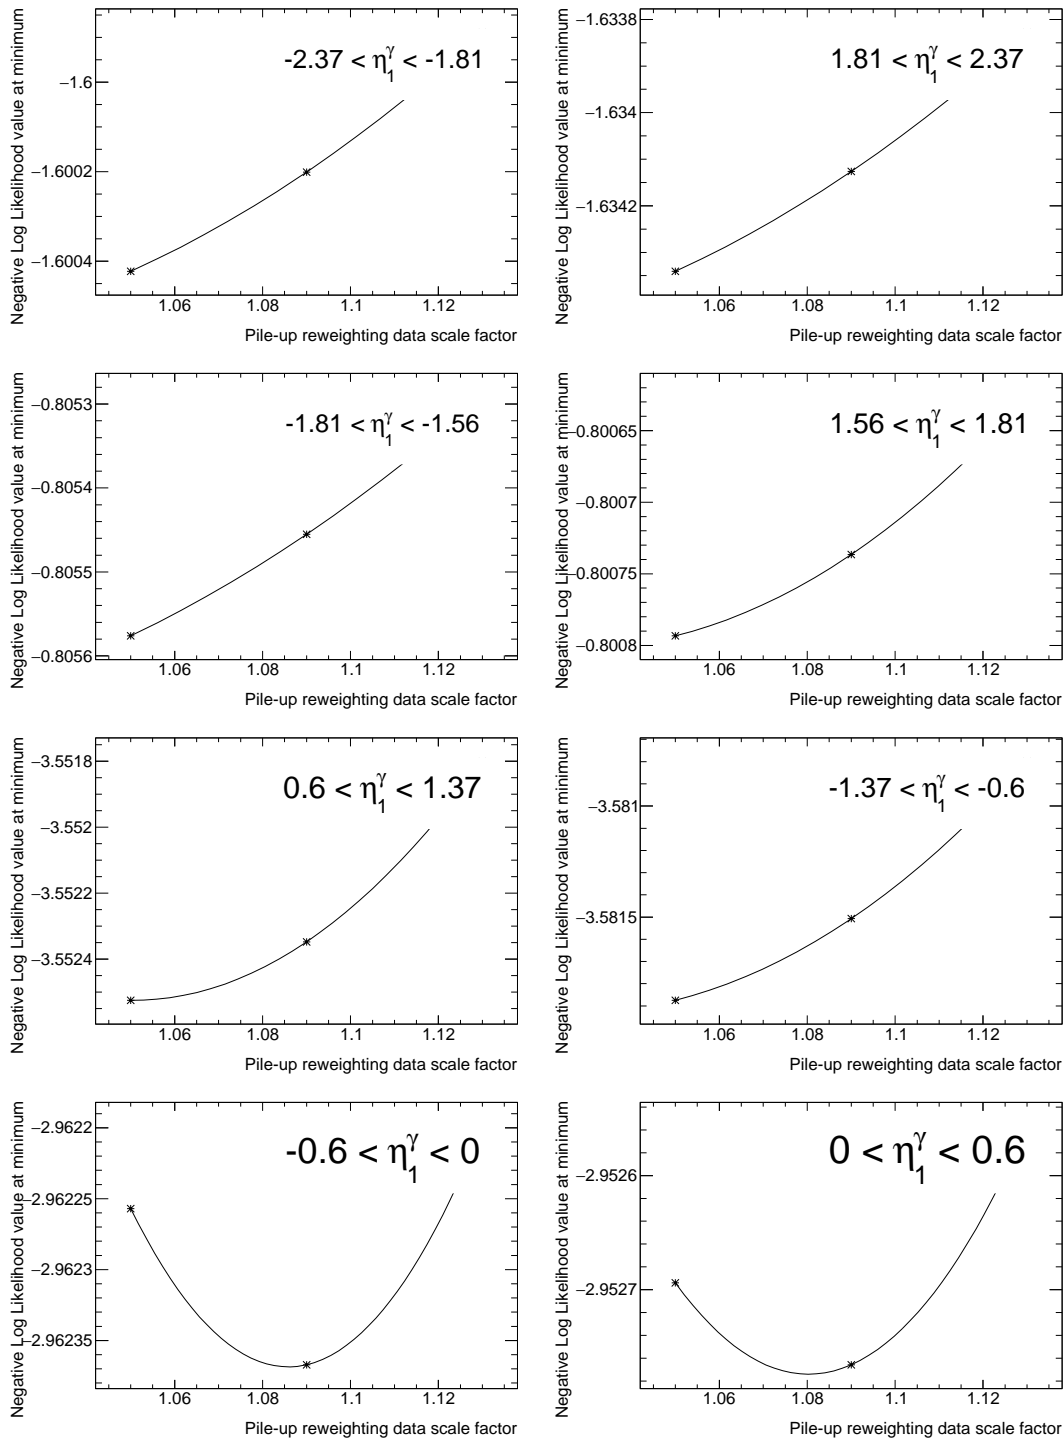 Negative Log Likelihood value at minimum
-2.37 < η₁^γ < -1.81
−1.6
−1.6002
−1.6004
1.06 1.08 1.1 1.12
Pile-up reweighting data scale factor
Negative Log Likelihood value at minimum
1.81 < η₁^γ < 2.37
−1.6338
−1.634
−1.6342
1.06 1.08 1.1 1.12
Pile-up reweighting data scale factor
Negative Log Likelihood value at minimum
-1.81 < η₁^γ < -1.56
−0.8053
−0.8054
−0.8055
−0.8056
1.06 1.08 1.1 1.12
Pile-up reweighting data scale factor
Negative Log Likelihood value at minimum
1.56 < η₁^γ < 1.81
−0.80065
−0.8007
−0.80075
−0.8008
1.06 1.08 1.1 1.12
Pile-up reweighting data scale factor
Negative Log Likelihood value at minimum
0.6 < η₁^γ < 1.37
−3.5518
−3.552
−3.5522
−3.5524
1.06 1.08 1.1 1.12
Pile-up reweighting data scale factor
Negative Log Likelihood value at minimum
-1.37 < η₁^γ < -0.6
−3.581
−3.5815
1.06 1.08 1.1 1.12
Pile-up reweighting data scale factor
Negative Log Likelihood value at minimum
-0.6 < η₁^γ < 0
−2.9622
−2.96225
−2.9623
−2.96235
1.06 1.08 1.1 1.12
Pile-up reweighting data scale factor
Negative Log Likelihood value at minimum
0 < η₁^γ < 0.6
−2.9526
−2.9527
1.06 1.08 1.1 1.12
Pile-up reweighting data scale factor